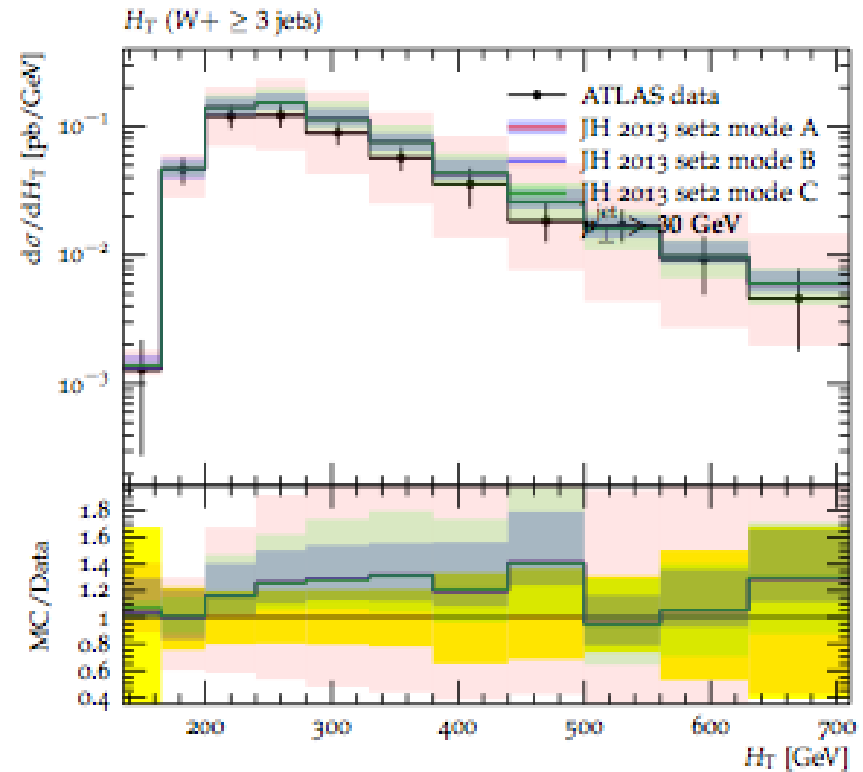 H_T (W+ ≥ 3 jets)
dσ/dH_T [pb/GeV]
10^−1
10^−2
10^−3
ATLAS data
JH 2013 set2 mode A
JH 2013 set2 mode B
JH 2013 set2 mode C
p_⊥^jet > 30 GeV
MC/Data
1.8
1.6
1.4
1.2
1
0.8
0.6
0.4
200 300 400 500 600 700
H_T [GeV]